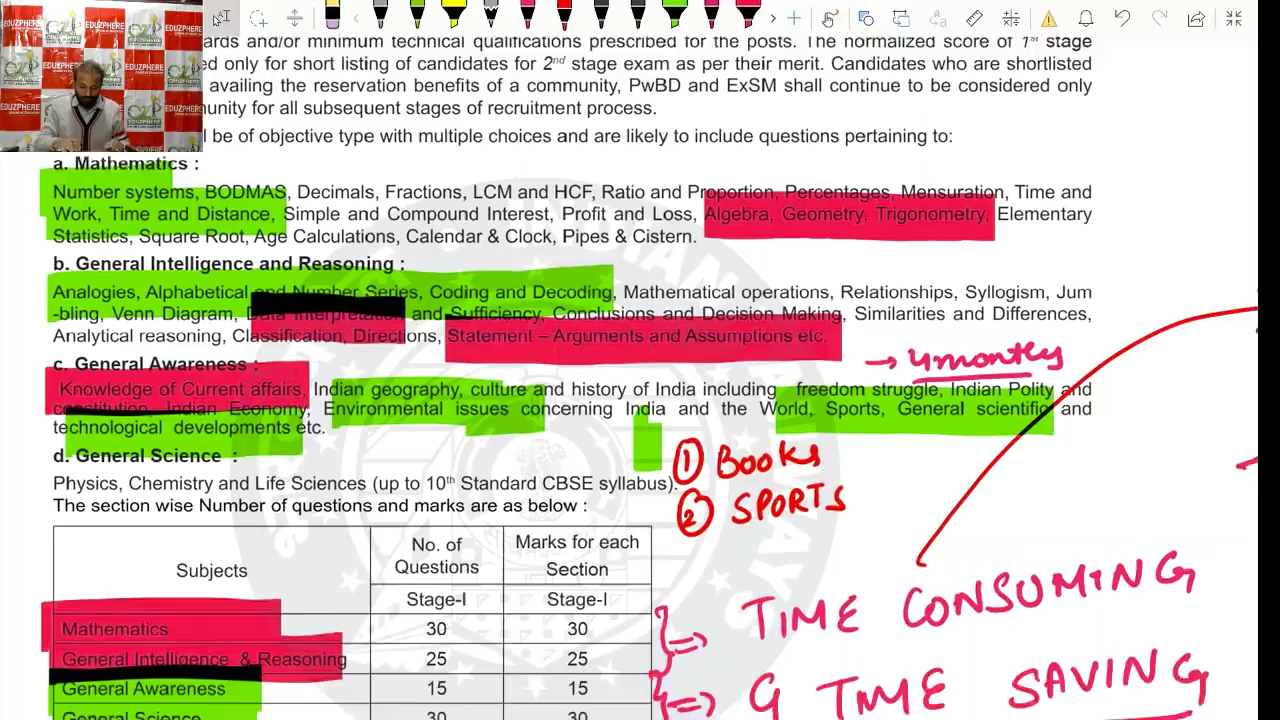 EDUZPHERE
EDUZPHERE
EDUZPHERE
EDUZPHERE
ards and/or minimum technical qualifications prescribed for the posts. The normalized score of 1st stage
ed only for short listing of candidates for 2nd stage exam as per their merit. Candidates who are shortlisted
availing the reservation benefits of a community, PwBD and ExSM shall continue to be considered only
unity for all subsequent stages of recruitment process.
l be of objective type with multiple choices and are likely to include questions pertaining to:
a. Mathematics :
Number systems, BODMAS, Decimals, Fractions, LCM and HCF, Ratio and Proportion, Percentages, Mensuration, Time and
Work, Time and Distance, Simple and Compound Interest, Profit and Loss, Algebra, Geometry, Trigonometry, Elementary
Statistics, Square Root, Age Calculations, Calendar & Clock, Pipes & Cistern.
b. General Intelligence and Reasoning :
Analogies, Alphabetical and Number Series, Coding and Decoding, Mathematical operations, Relationships, Syllogism, Jum
-bling, Venn Diagram, Data Interpretation and Sufficiency, Conclusions and Decision Making, Similarities and Differences,
Analytical reasoning, Classification, Directions, Statement – Arguments and Assumptions etc.
→ 4 months
c. General Awareness :
Knowledge of Current affairs, Indian geography, culture and history of India including freedom struggle, Indian Polity and
constitution, Indian Economy, Environmental issues concerning India and the World, Sports, General scientific and
technological developments etc.
① Books
② SPORTS
d. General Science :
Physics, Chemistry and Life Sciences (up to 10th Standard CBSE syllabus).
The section wise Number of questions and marks are as below :
Subjects No. of Questions Marks for each Section
Stage-I Stage-I
Mathematics 30 30
General Intelligence & Reasoning 25 25
General Awareness 15 15
General Science 30 30
⇒ TIME CONSUMING
⇒ G TIME SAVING